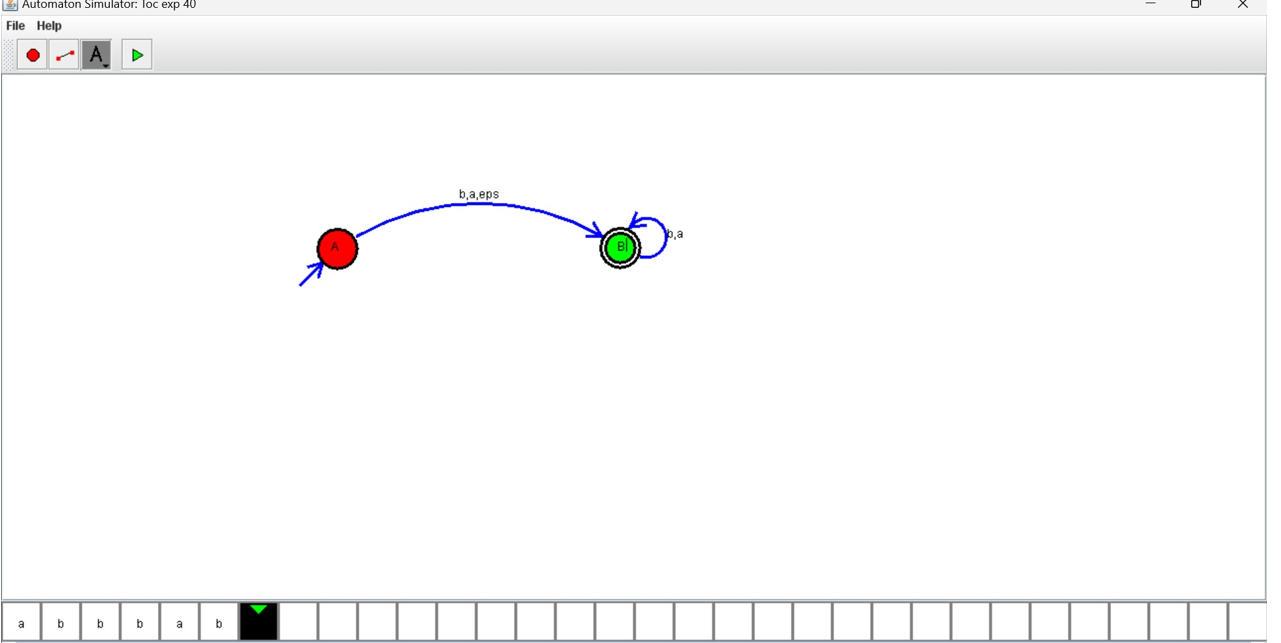 Automaton Simulator: Toc exp 40
File Help
A
b,a,eps
A
B
b,a
a b b b a b